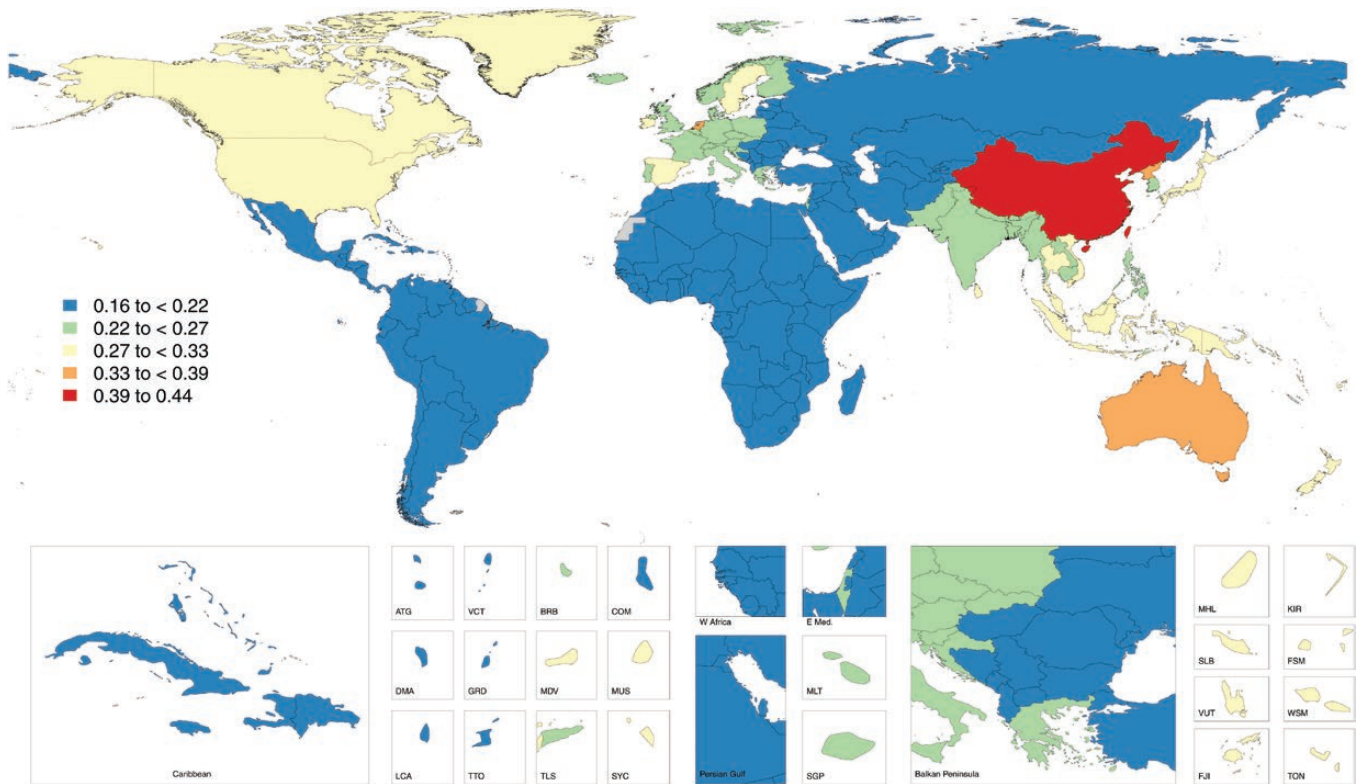 0.16 to < 0.22
0.22 to < 0.27
0.27 to < 0.33
0.33 to < 0.39
0.39 to 0.44
Caribbean
ATG
VCT
BRB
COM
DMA
GRD
MDV
MUS
LCA
TTO
TLS
SYC
W Africa
E Med.
Persian Gulf
MLT
SGP
Balkan Peninsula
MHL
KIR
SLB
FSM
VUT
WSM
FJI
TON